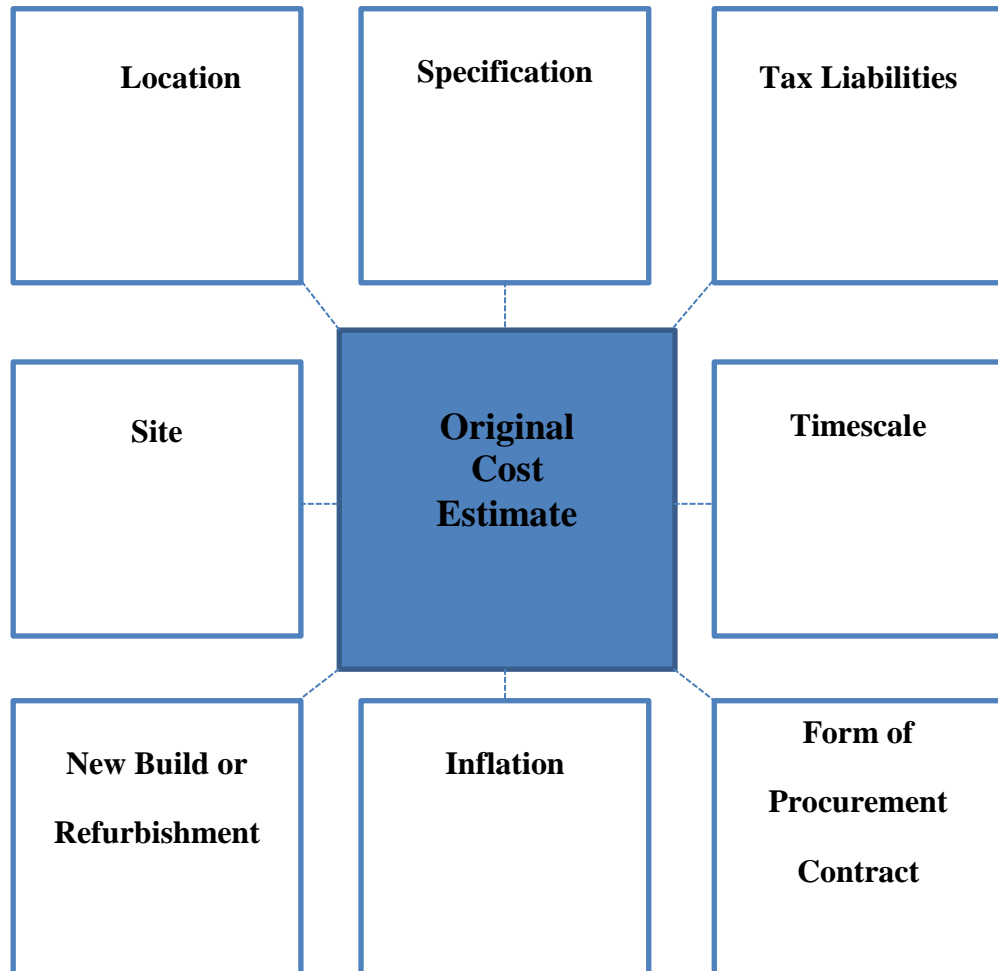 Location
Specification
Tax Liabilities
Site
Original
Cost
Estimate
Timescale
New Build or
Refurbishment
Inflation
Form of
Procurement
Contract